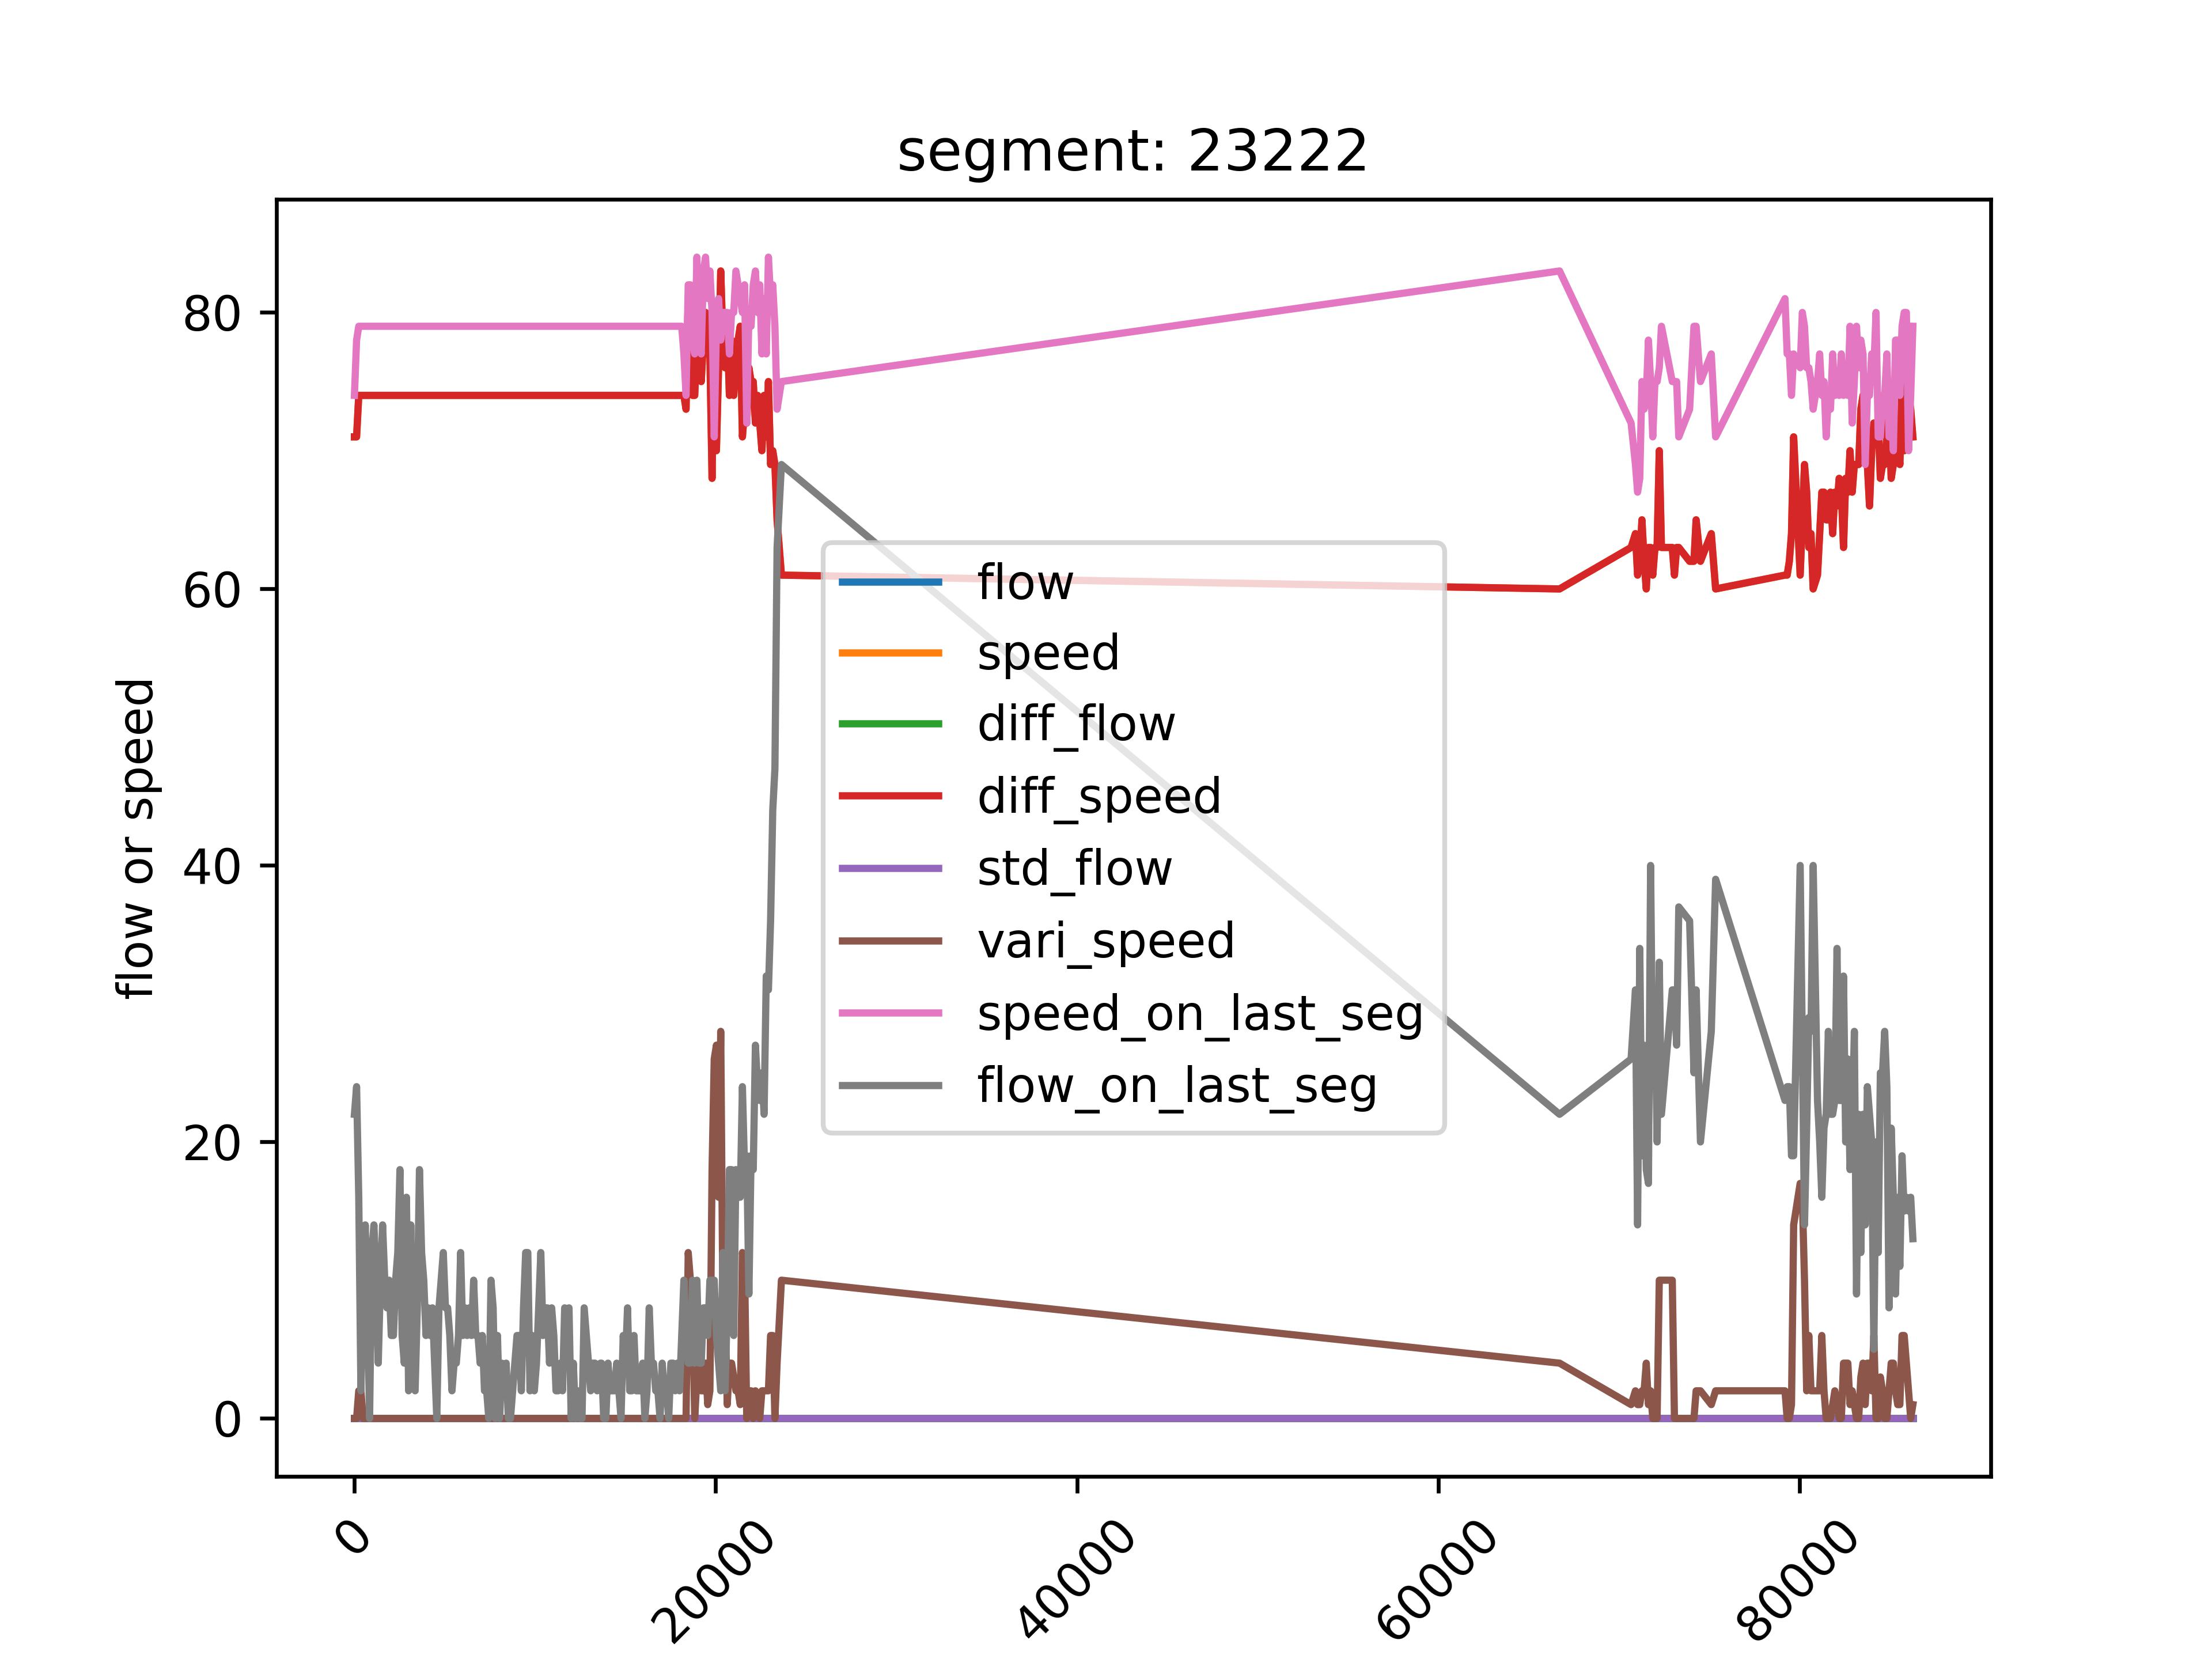 segment: 23222
flow or speed
80
60
40
20
0
flow
speed
diff_flow
diff_speed
std_flow
vari_speed
speed_on_last_seg
flow_on_last_seg
0
20000
40000
60000
80000